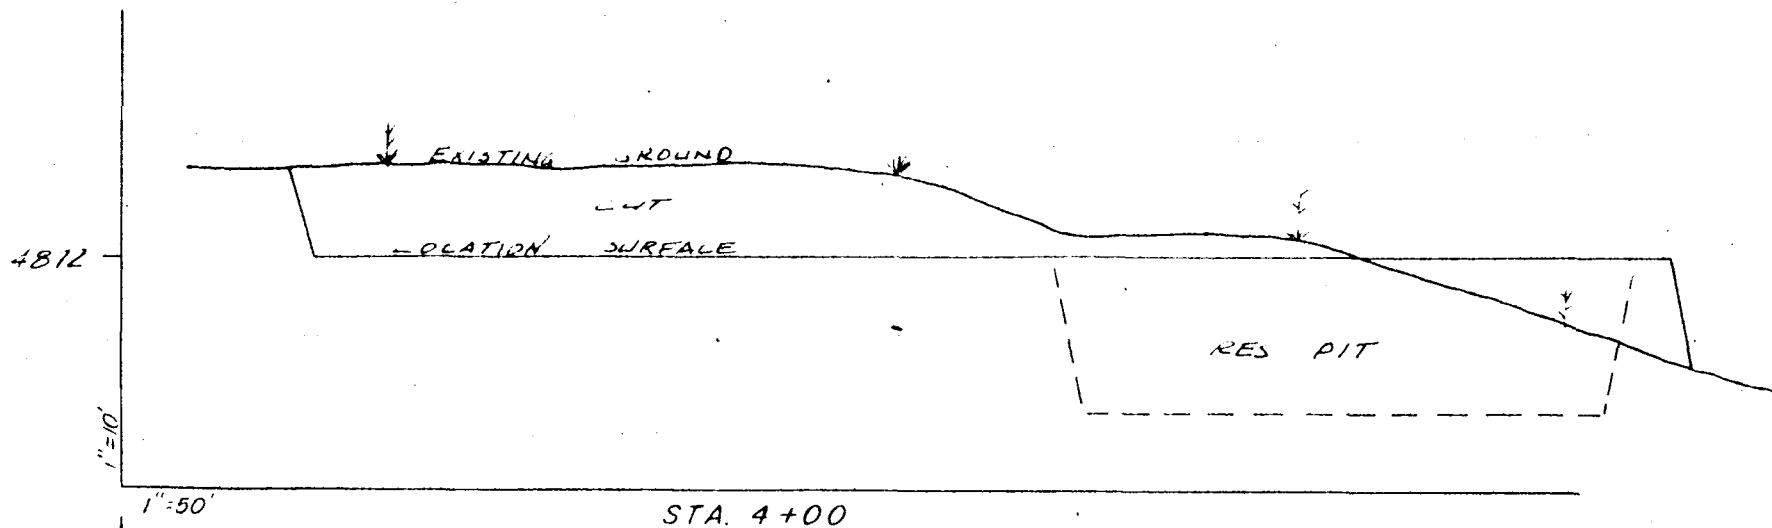 EXISTING GROUND
CUT
LOCATION SURFACE
4812
RES PIT
1"=10'
1"=50'
STA. 4+00